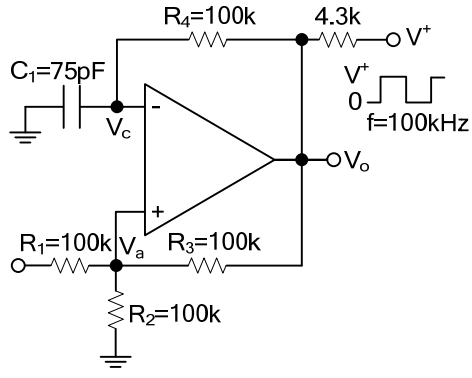 R4=100k
4.3k
V+
C1=75pF
V+
0
f=100kHz
-
Vc
Vo
+
R1=100k
Va
R3=100k
R2=100k